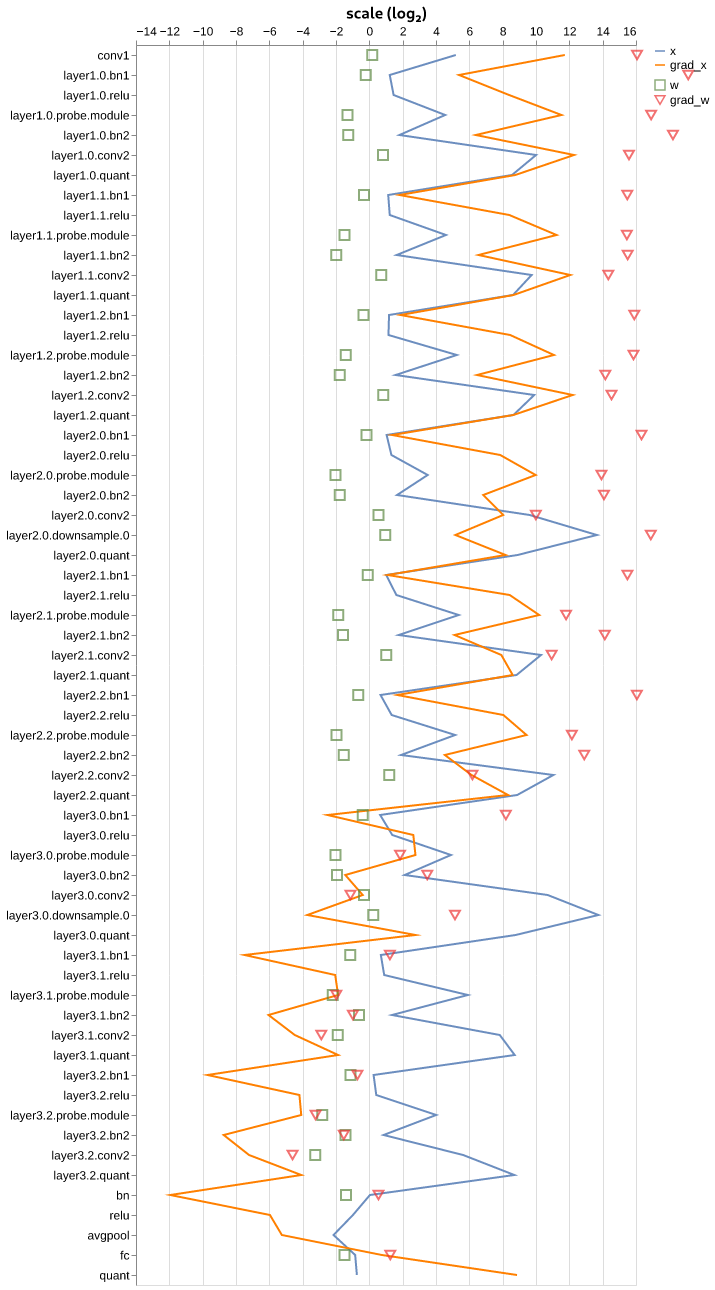 scale (log₂)
−14 −12 −10 −8 −6 −4 −2 0 2 4 6 8 10 12 14 16
x
grad_x
w
grad_w
conv1
layer1.0.bn1
layer1.0.relu
layer1.0.probe.module
layer1.0.bn2
layer1.0.conv2
layer1.0.quant
layer1.1.bn1
layer1.1.relu
layer1.1.probe.module
layer1.1.bn2
layer1.1.conv2
layer1.1.quant
layer1.2.bn1
layer1.2.relu
layer1.2.probe.module
layer1.2.bn2
layer1.2.conv2
layer1.2.quant
layer2.0.bn1
layer2.0.relu
layer2.0.probe.module
layer2.0.bn2
layer2.0.conv2
layer2.0.downsample.0
layer2.0.quant
layer2.1.bn1
layer2.1.relu
layer2.1.probe.module
layer2.1.bn2
layer2.1.conv2
layer2.1.quant
layer2.2.bn1
layer2.2.relu
layer2.2.probe.module
layer2.2.bn2
layer2.2.conv2
layer2.2.quant
layer3.0.bn1
layer3.0.relu
layer3.0.probe.module
layer3.0.bn2
layer3.0.conv2
layer3.0.downsample.0
layer3.0.quant
layer3.1.bn1
layer3.1.relu
layer3.1.probe.module
layer3.1.bn2
layer3.1.conv2
layer3.1.quant
layer3.2.bn1
layer3.2.relu
layer3.2.probe.module
layer3.2.bn2
layer3.2.conv2
layer3.2.quant
bn
relu
avgpool
fc
quant